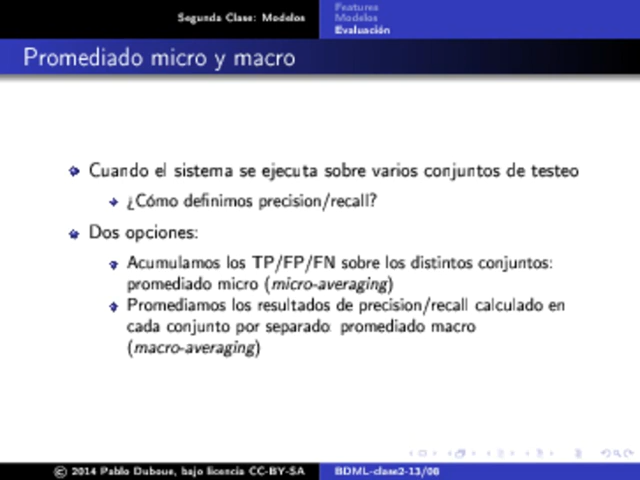 Segunda Clase: Modelos
Features
Modelos
Evaluación
Promediado micro y macro
Cuando el sistema se ejecuta sobre varios conjuntos de testeo
¿Cómo definimos precision/recall?
Dos opciones:
Acumulamos los TP/FP/FN sobre los distintos conjuntos:
promediado micro (micro-averaging)
Promediamos los resultados de precision/recall calculado en
cada conjunto por separado: promediado macro
(macro-averaging)
© 2014 Pablo Duboue, bajo licencia CC-BY-SA
BDML-clase2-13/08